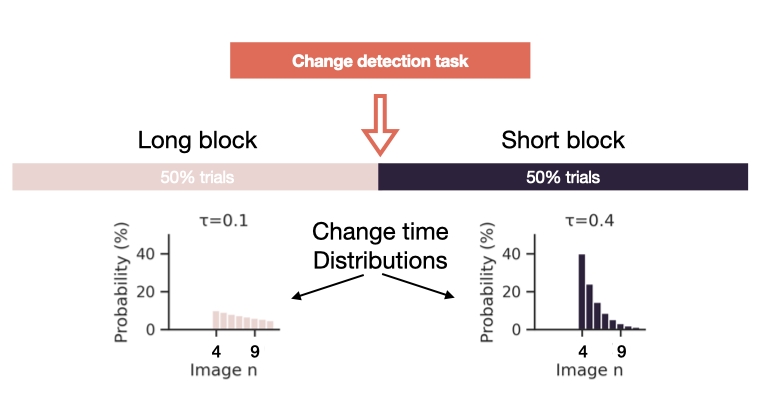 Change detection task
Long block
Short block
50% trials
50% trials
τ=0.1
Probability (%)
40
20
0
4
9
Image n
Change time
Distributions
τ=0.4
Probability (%)
40
20
0
4
9
Image n